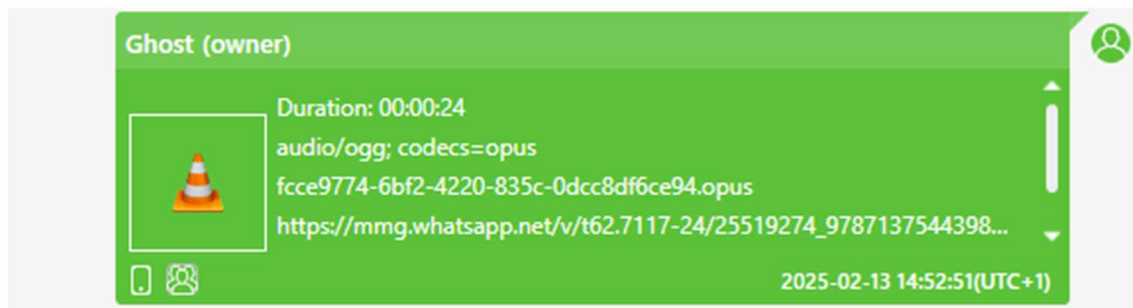 Ghost (owner)
Duration: 00:00:24
audio/ogg; codecs=opus
fcce9774-6bf2-4220-835c-0dcc8df6ce94.opus
https://mmg.whatsapp.net/v/t62.7117-24/25519274_9787137544398...
2025-02-13 14:52:51(UTC+1)